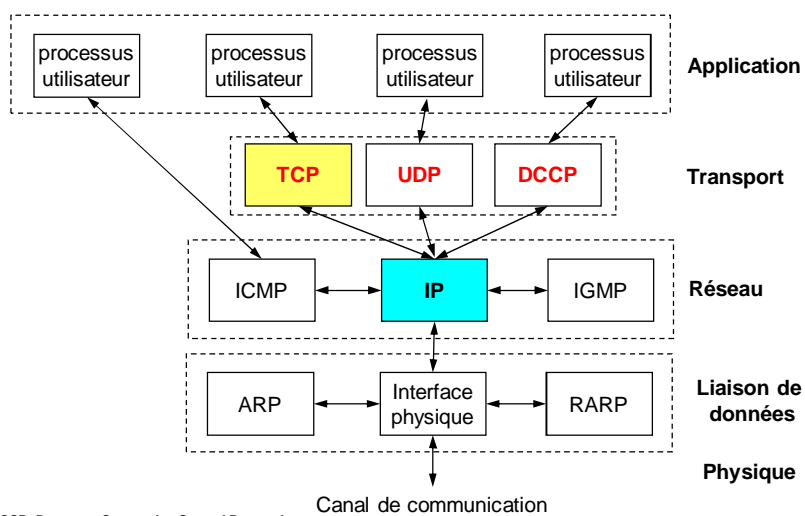 processus
utilisateur
processus
utilisateur
processus
utilisateur
processus
utilisateur
Application
TCP
UDP
DCCP
Transport
ICMP
IP
IGMP
Réseau
ARP
Interface
physique
RARP
Liaison de
données
Physique
Canal de communication